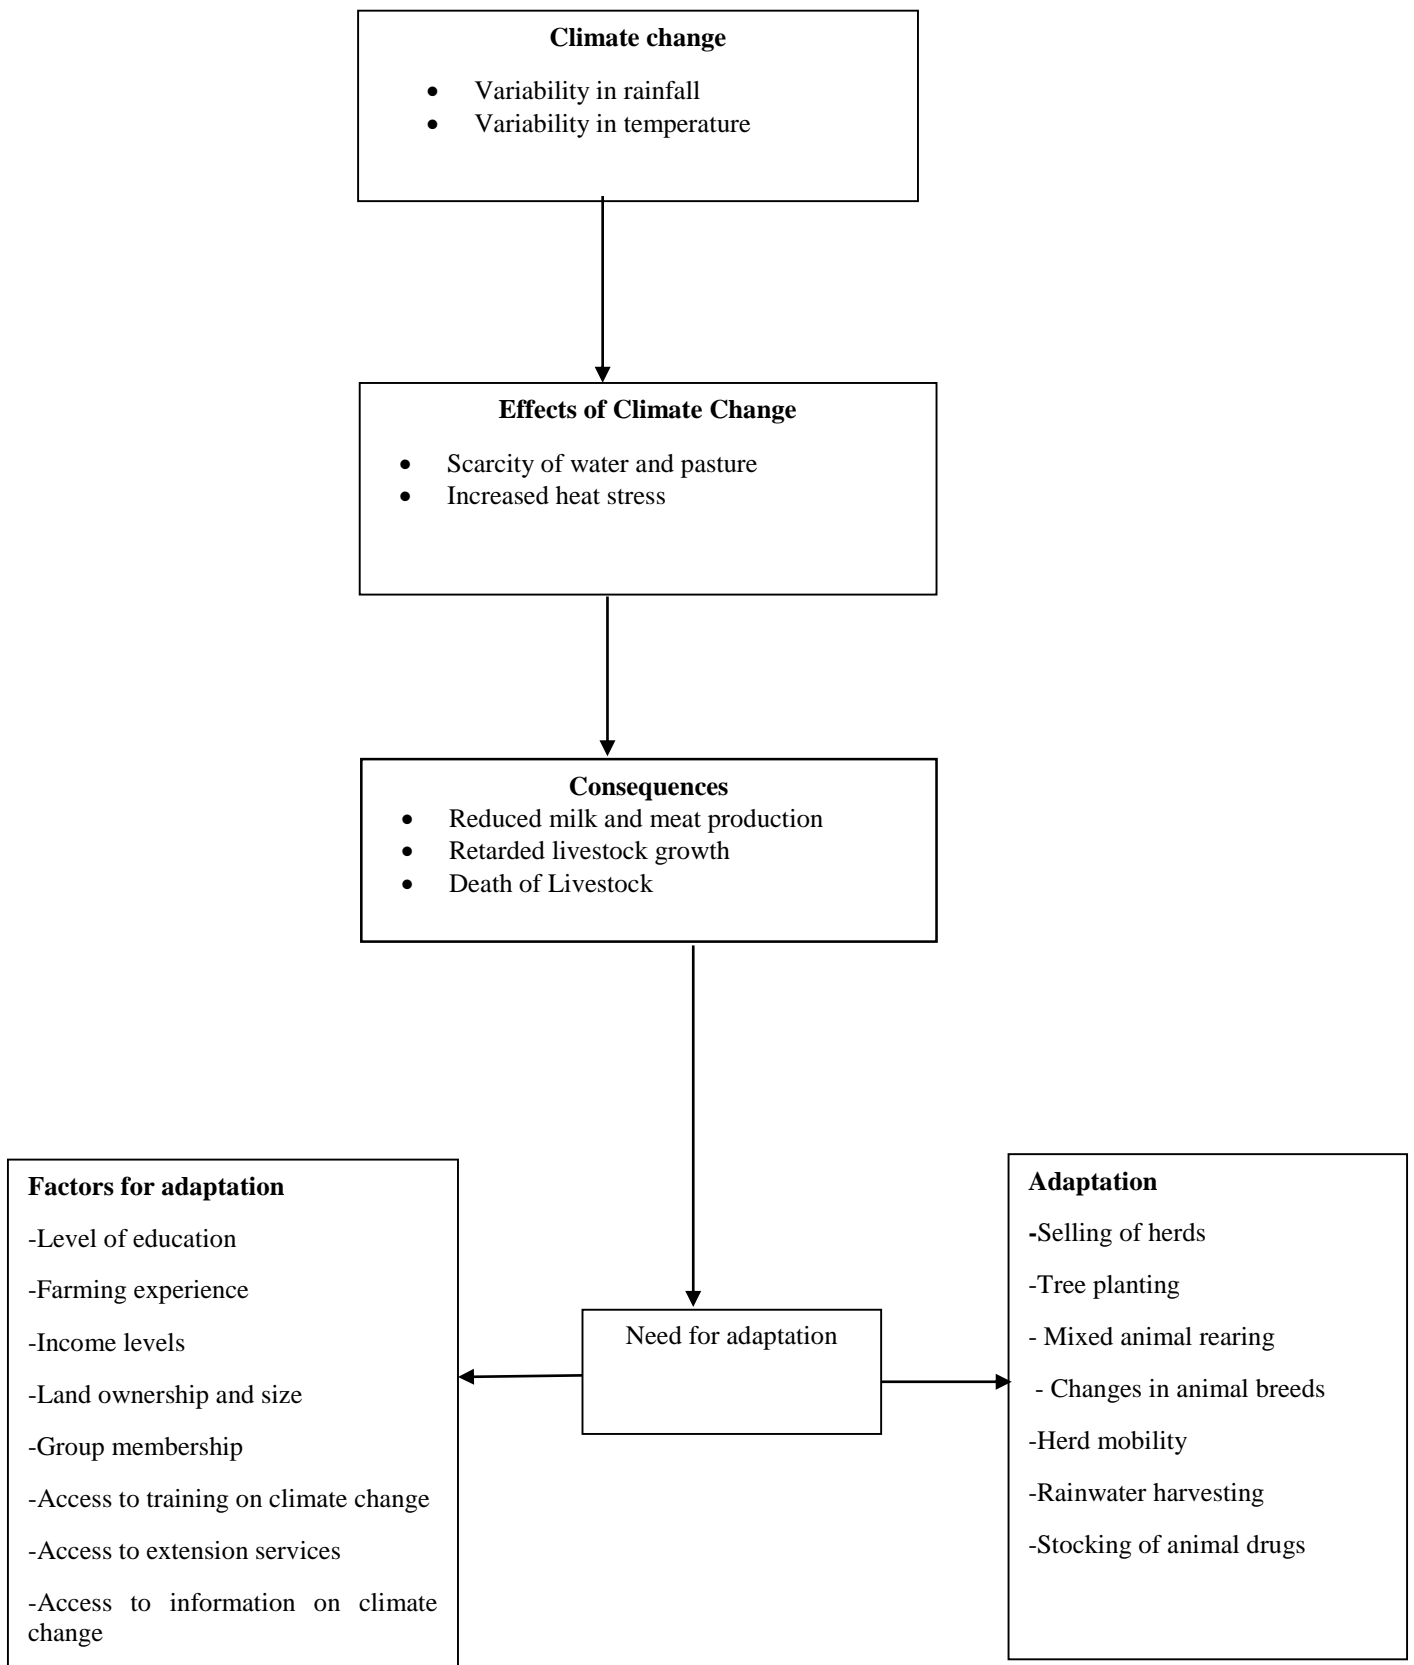 Climate change
• Variability in rainfall
• Variability in temperature
Effects of Climate Change
• Scarcity of water and pasture
• Increased heat stress
Consequences
• Reduced milk and meat production
• Retarded livestock growth
• Death of Livestock
Factors for adaptation
-Level of education
-Farming experience
-Income levels
-Land ownership and size
-Group membership
-Access to training on climate change
-Access to extension services
-Access to information on climate
change
Need for adaptation
Adaptation
-Selling of herds
-Tree planting
- Mixed animal rearing
- Changes in animal breeds
-Herd mobility
-Rainwater harvesting
-Stocking of animal drugs